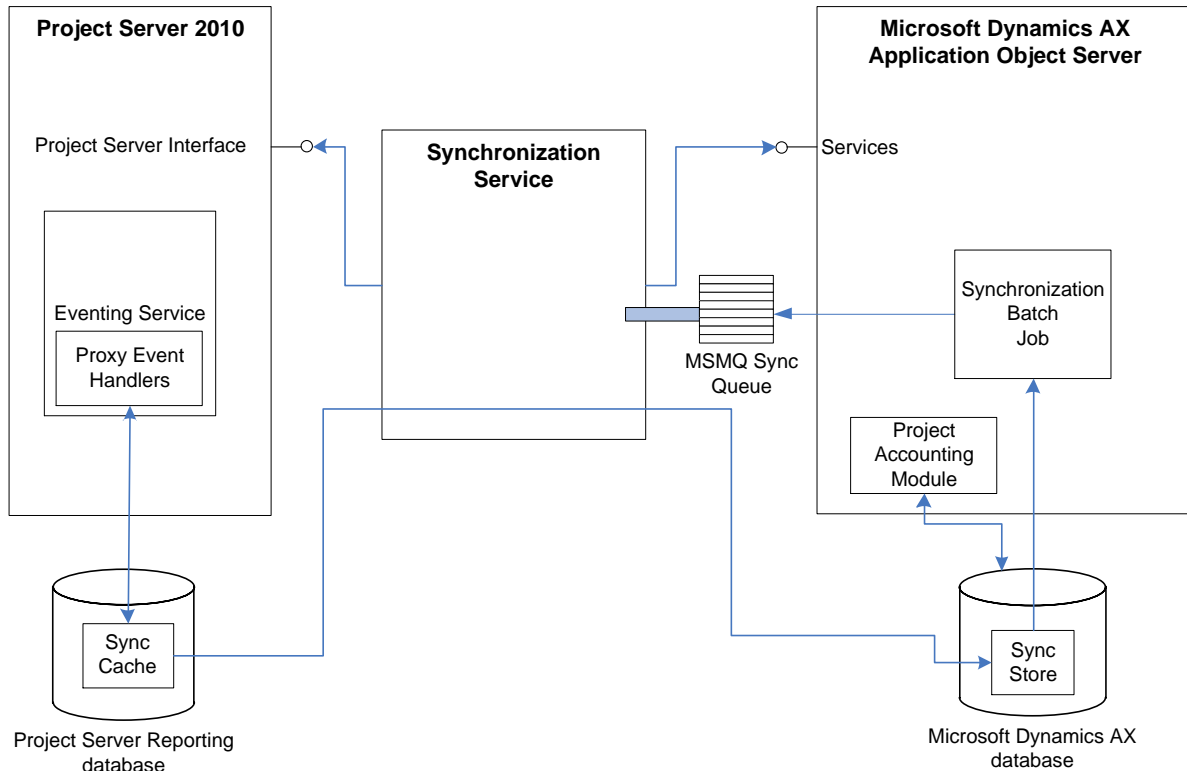 Project Server 2010
Project Server Interface
Eventing Service
Proxy Event
Handlers
Sync
Cache
Project Server Reporting
database
Synchronization
Service
MSMQ Sync
Queue
Microsoft Dynamics AX
Application Object Server
Services
Synchronization
Batch
Job
Project
Accounting
Module
Sync
Store
Microsoft Dynamics AX
database